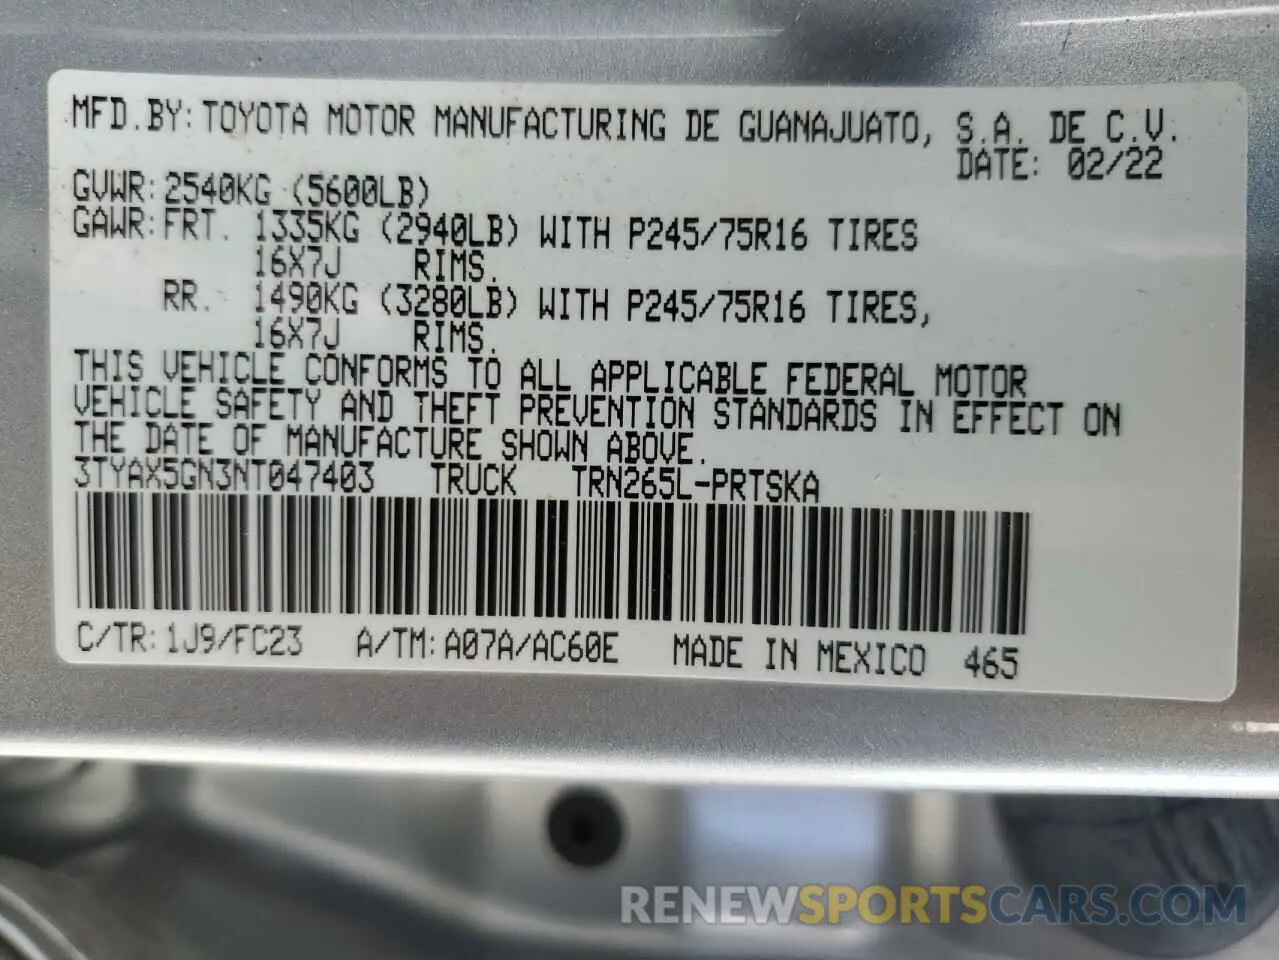 MFD.BY: TOYOTA MOTOR MANUFACTURING DE GUANAJUATO, S.A. DE C.V.
DATE: 02/22
GVWR: 2540KG (5600LB)
GAWR: FRT. 1335KG (2940LB) WITH P245/75R16 TIRES
16X7J RIMS.
RR. 1490KG (3280LB) WITH P245/75R16 TIRES,
16X7J RIMS.
THIS VEHICLE CONFORMS TO ALL APPLICABLE FEDERAL MOTOR
VEHICLE SAFETY AND THEFT PREVENTION STANDARDS IN EFFECT ON
THE DATE OF MANUFACTURE SHOWN ABOVE.
3TYAX5GN3NT047403 TRUCK TRN265L-PRTSKA
C/TR: 1J9/FC23 A/TM: A07A/AC60E MADE IN MEXICO 465
RENEWSPORTSCARS.COM